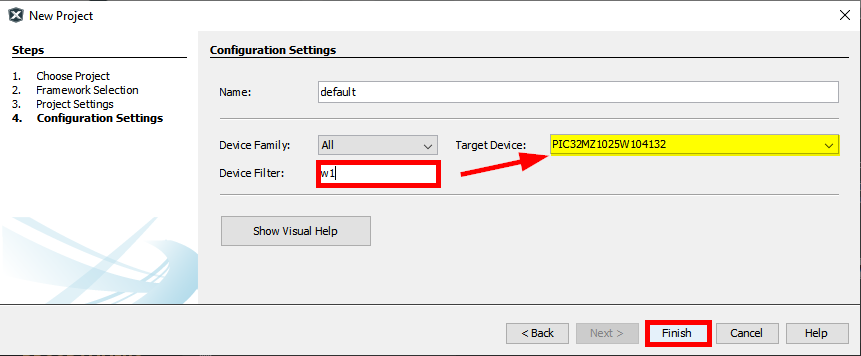 New Project
Steps
1. Choose Project
2. Framework Selection
3. Project Settings
4. Configuration Settings
Configuration Settings
Name: default
Device Family: All Target Device: PIC32MZ1025W104132
Device Filter: w1
Show Visual Help
< Back Next > Finish Cancel Help